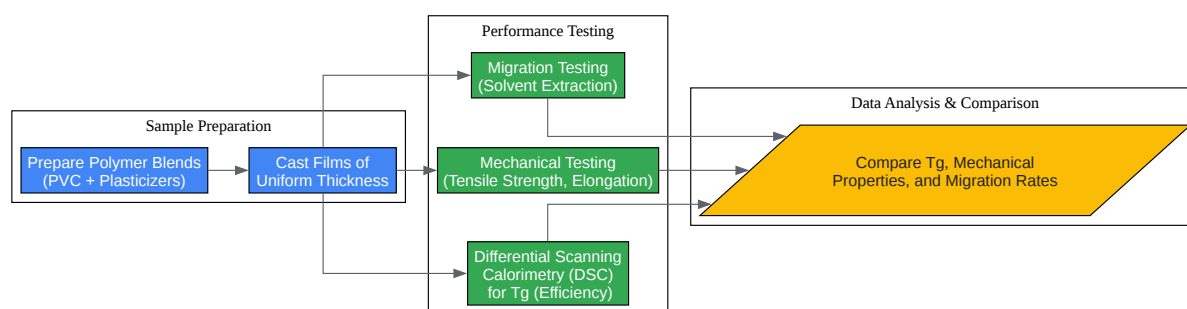 Sample Preparation
Prepare Polymer Blends
(PVC + Plasticizers)
Cast Films of
Uniform Thickness
Performance Testing
Migration Testing
(Solvent Extraction)
Mechanical Testing
(Tensile Strength, Elongation)
Differential Scanning
Calorimetry (DSC)
for Tg (Efficiency)
Data Analysis & Comparison
Compare Tg, Mechanical
Properties, and Migration Rates